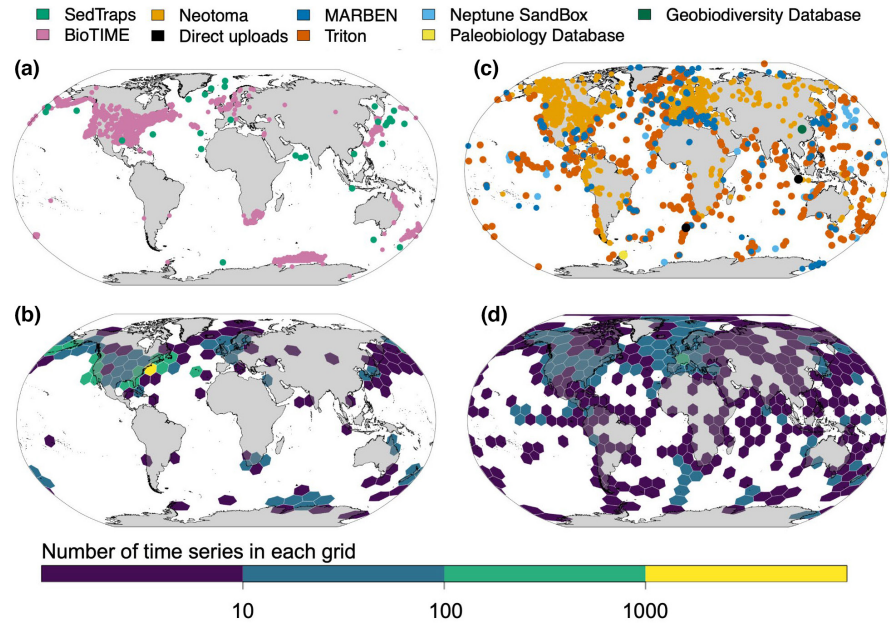 SedTraps Neotoma MARBEN Neptune SandBox Geobiodiversity Database
BioTIME Direct uploads Triton Paleobiology Database
(a) (c)
(b) (d)
Number of time series in each grid
10 100 1000